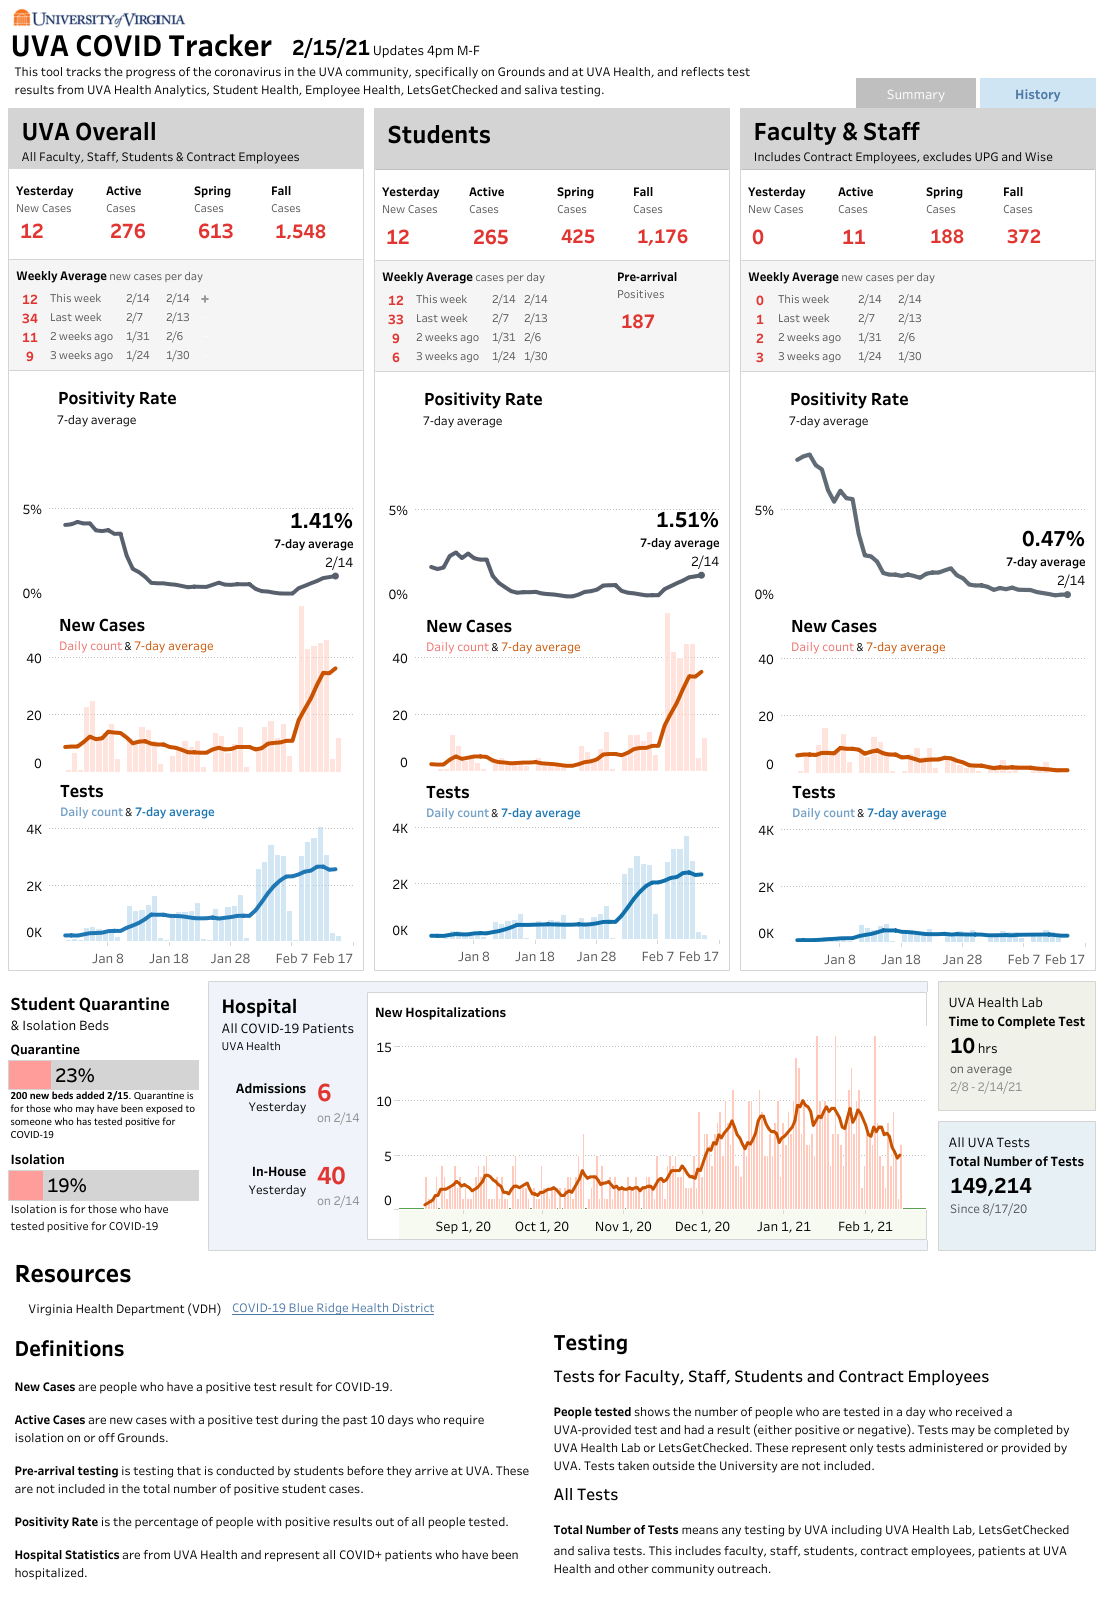 UNIVERSITY of VIRGINIA
UVA COVID Tracker 2/15/21 Updates 4pm M-F
This tool tracks the progress of the coronavirus in the UVA community, specifically on Grounds and at UVA Health, and reflects test
results from UVA Health Analytics, Student Health, Employee Health, LetsGetChecked and saliva testing.
Summary
History
UVA Overall
All Faculty, Staff, Students & Contract Employees
Yesterday Active Spring Fall
New Cases Cases Cases Cases
12 276 613 1,548
Weekly Average new cases per day
12 This week 2/14 2/14 +
34 Last week 2/7 2/13
11 2 weeks ago 1/31 2/6
9 3 weeks ago 1/24 1/30
Positivity Rate
7-day average
5%
1.41%
7-day average
2/14
0%
New Cases
Daily count & 7-day average
40
20
0
Tests
Daily count & 7-day average
4K
2K
0K
Jan 8 Jan 18 Jan 28 Feb 7 Feb 17
Students
Yesterday Active Spring Fall
New Cases Cases Cases Cases
12 265 425 1,176
Weekly Average new cases per day
12 This week 2/14 2/14
33 Last week 2/7 2/13
9 2 weeks ago 1/31 2/6
6 3 weeks ago 1/24 1/30
Pre-arrival
Positives
187
Positivity Rate
7-day average
5%
1.51%
7-day average
2/14
0%
New Cases
Daily count & 7-day average
40
20
0
Tests
Daily count & 7-day average
4K
2K
0K
Jan 8 Jan 18 Jan 28 Feb 7 Feb 17
Faculty & Staff
Includes Contract Employees, excludes UPG and Wise
Yesterday Active Spring Fall
New Cases Cases Cases Cases
0 11 188 372
Weekly Average new cases per day
0 This week 2/14 2/14
1 Last week 2/7 2/13
2 2 weeks ago 1/31 2/6
3 3 weeks ago 1/24 1/30
Positivity Rate
7-day average
5%
0.47%
7-day average
2/14
0%
New Cases
Daily count & 7-day average
40
20
0
Tests
Daily count & 7-day average
4K
2K
0K
Jan 8 Jan 18 Jan 28 Feb 7 Feb 17
Student Quarantine
& Isolation Beds
Quarantine
23%
200 new beds added 2/15. Quarantine is
for those who may have been exposed to
someone who has tested positive for
COVID-19
Isolation
19%
Isolation is for those who have
tested positive for COVID-19
Hospital
All COVID-19 Patients
UVA Health
Admissions 6
Yesterday on 2/14
In-House 40
Yesterday on 2/14
New Hospitalizations
15
10
5
0
Sep 1, 20 Oct 1, 20 Nov 1, 20 Dec 1, 20 Jan 1, 21 Feb 1, 21
UVA Health Lab
Time to Complete Test
10 hrs
on average
2/8 - 2/14/21
All UVA Tests
Total Number of Tests
149,214
Since 8/17/20
Resources
Virginia Health Department (VDH) COVID-19 Blue Ridge Health District
Definitions
New Cases are people who have a positive test result for COVID-19.
Active Cases are new cases with a positive test during the past 10 days who require
isolation on or off Grounds.
Pre-arrival testing is testing that is conducted by students before they arrive at UVA. These
are not included in the total number of positive student cases.
Positivity Rate is the percentage of people with positive results out of all people tested.
Hospital Statistics are from UVA Health and represent all COVID+ patients who have been
hospitalized.
Testing
Tests for Faculty, Staff, Students and Contract Employees
People tested shows the number of people who are tested in a day who received a
UVA-provided test and had a result (either positive or negative). Tests may be completed by
UVA Health Lab or LetsGetChecked. These represent only tests administered or provided by
UVA. Tests taken outside the University are not included.
All Tests
Total Number of Tests means any testing by UVA including UVA Health Lab, LetsGetChecked
and saliva tests. This includes faculty, staff, students, contract employees, patients at UVA
Health and other community outreach.